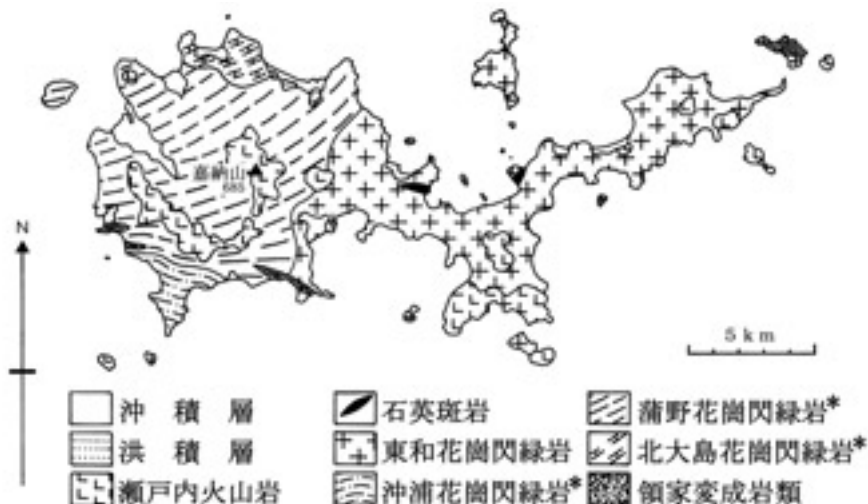 嘉納山
685
N
5 km
沖積層
石英斑岩
蒲野花崗閃緑岩*
洪積層
東和花崗閃緑岩
北大島花崗閃緑岩*
瀬戸内火山岩
沖浦花崗閃緑岩*
領家変成岩類